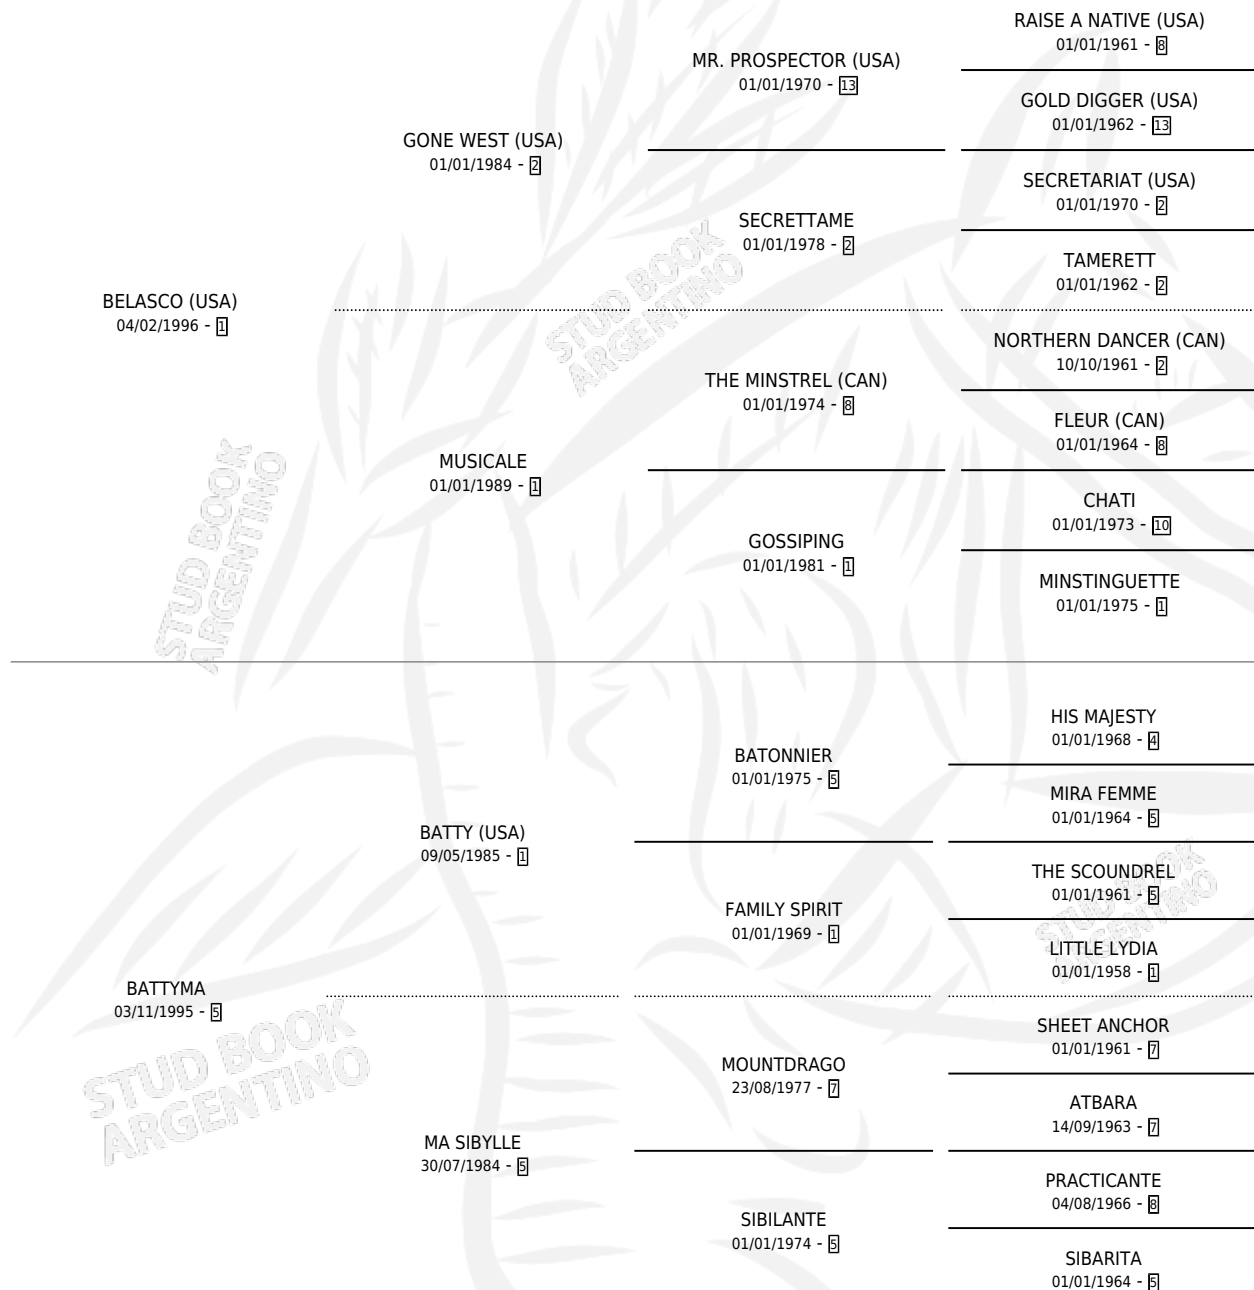 RAISE A NATIVE (USA)
01/01/1961 - 8
MR. PROSPECTOR (USA)
01/01/1970 - 13
GOLD DIGGER (USA)
01/01/1962 - 13
GONE WEST (USA)
01/01/1984 - 2
SECRETARIAT (USA)
01/01/1970 - 2
SECRETTAME
01/01/1978 - 2
TAMERETT
01/01/1962 - 2
BELASCO (USA)
04/02/1996 - 1
NORTHERN DANCER (CAN)
10/10/1961 - 2
THE MINSTREL (CAN)
01/01/1974 - 8
FLEUR (CAN)
01/01/1964 - 8
MUSICALE
01/01/1989 - 1
CHATI
01/01/1973 - 10
GOSSIPING
01/01/1981 - 1
MINSTINGUETTE
01/01/1975 - 1
HIS MAJESTY
01/01/1968 - 4
BATONNIER
01/01/1975 - 5
MIRA FEMME
01/01/1964 - 5
BATTY (USA)
09/05/1985 - 1
THE SCOUNDREL
01/01/1961 - 5
FAMILY SPIRIT
01/01/1969 - 1
LITTLE LYDIA
01/01/1958 - 1
BATTYMA
03/11/1995 - 5
SHEET ANCHOR
01/01/1961 - 7
MOUNTDRAGO
23/08/1977 - 7
ATBARA
14/09/1963 - 7
MA SIBYLLE
30/07/1984 - 5
PRACTICANTE
04/08/1966 - 8
SIBILANTE
01/01/1974 - 5
SIBARITA
01/01/1964 - 5
STUD BOOK
ARGENTINO
STUD BOOK
ARGENTINO
STUD BOOK
ARGENTINO
STUD BOOK
ARGENTINO